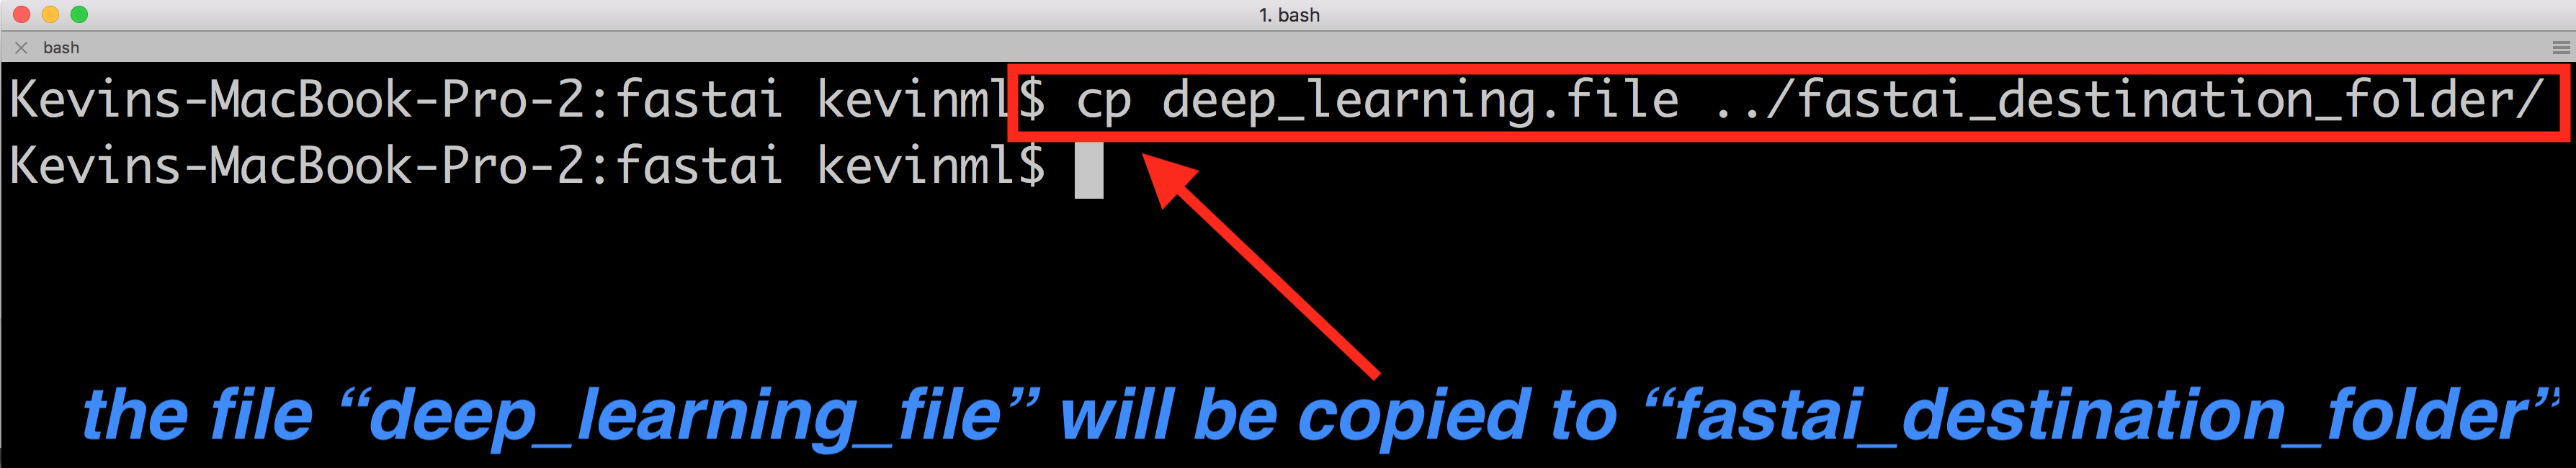 1. bash
bash
Kevins-MacBook-Pro-2:fastai kevinml$ cp deep_learning.file ../fastai_destination_folder/
Kevins-MacBook-Pro-2:fastai kevinml$
the file “deep_learning_file” will be copied to “fastai_destination_folder”